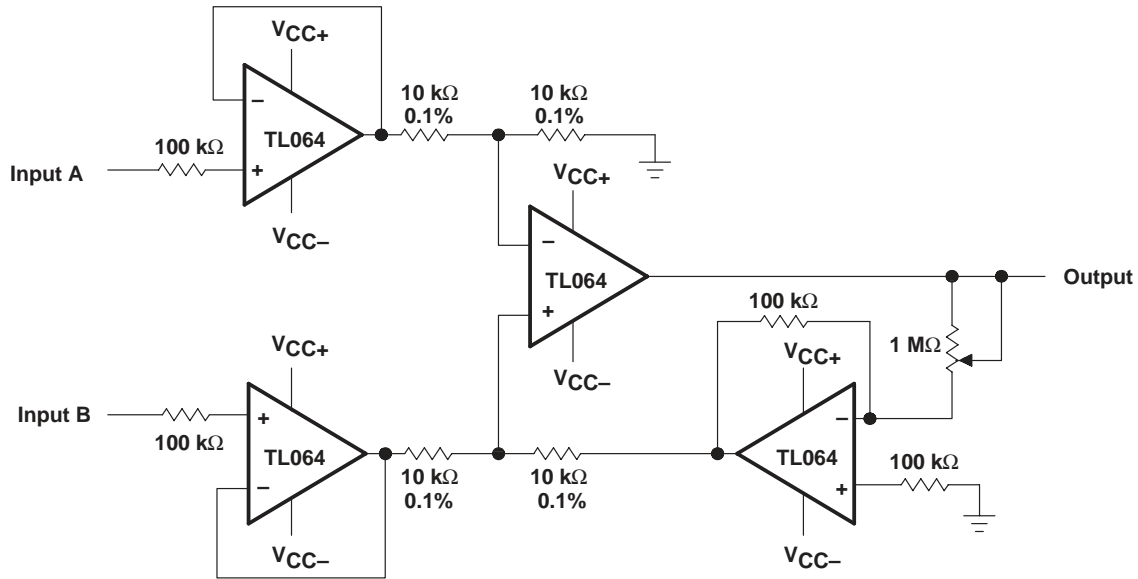 VCC+
10 kΩ
0.1%
10 kΩ
0.1%
−
TL064
+
100 kΩ
Input A
VCC−
VCC+
−
TL064
+
VCC−
Output
100 kΩ
1 MΩ
VCC+
VCC+
Input B
100 kΩ
+
TL064
−
10 kΩ
0.1%
10 kΩ
0.1%
−
TL064
+
100 kΩ
VCC−
VCC−